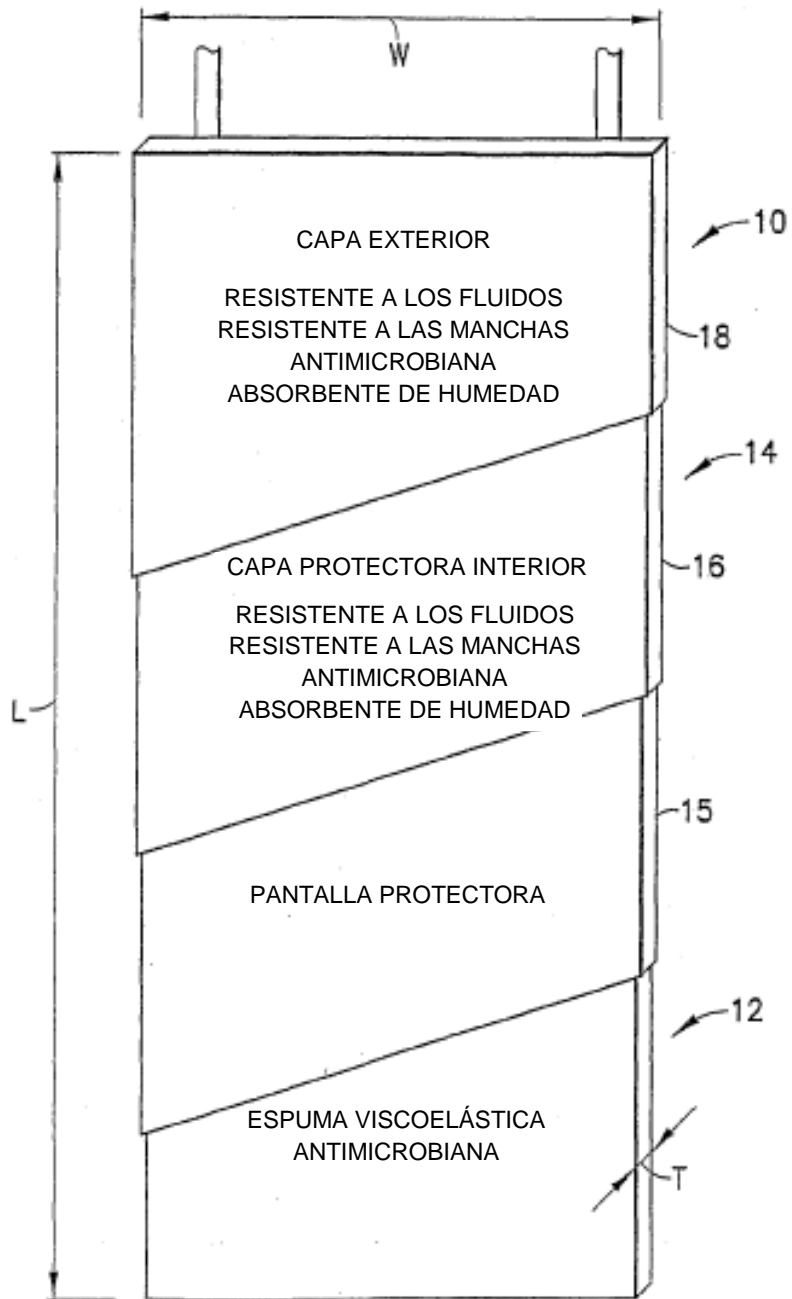 W
CAPA EXTERIOR
10
RESISTENTE A LOS FLUIDOS
RESISTENTE A LAS MANCHAS
18
ANTIMICROBIANA
ABSORBENTE DE HUMEDAD
14
CAPA PROTECTORA INTERIOR
16
RESISTENTE A LOS FLUIDOS
RESISTENTE A LAS MANCHAS
ANTIMICROBIANA
ABSORBENTE DE HUMEDAD
L
15
PANTALLA PROTECTORA
12
ESPUMA VISCOELÁSTICA
ANTIMICROBIANA
T